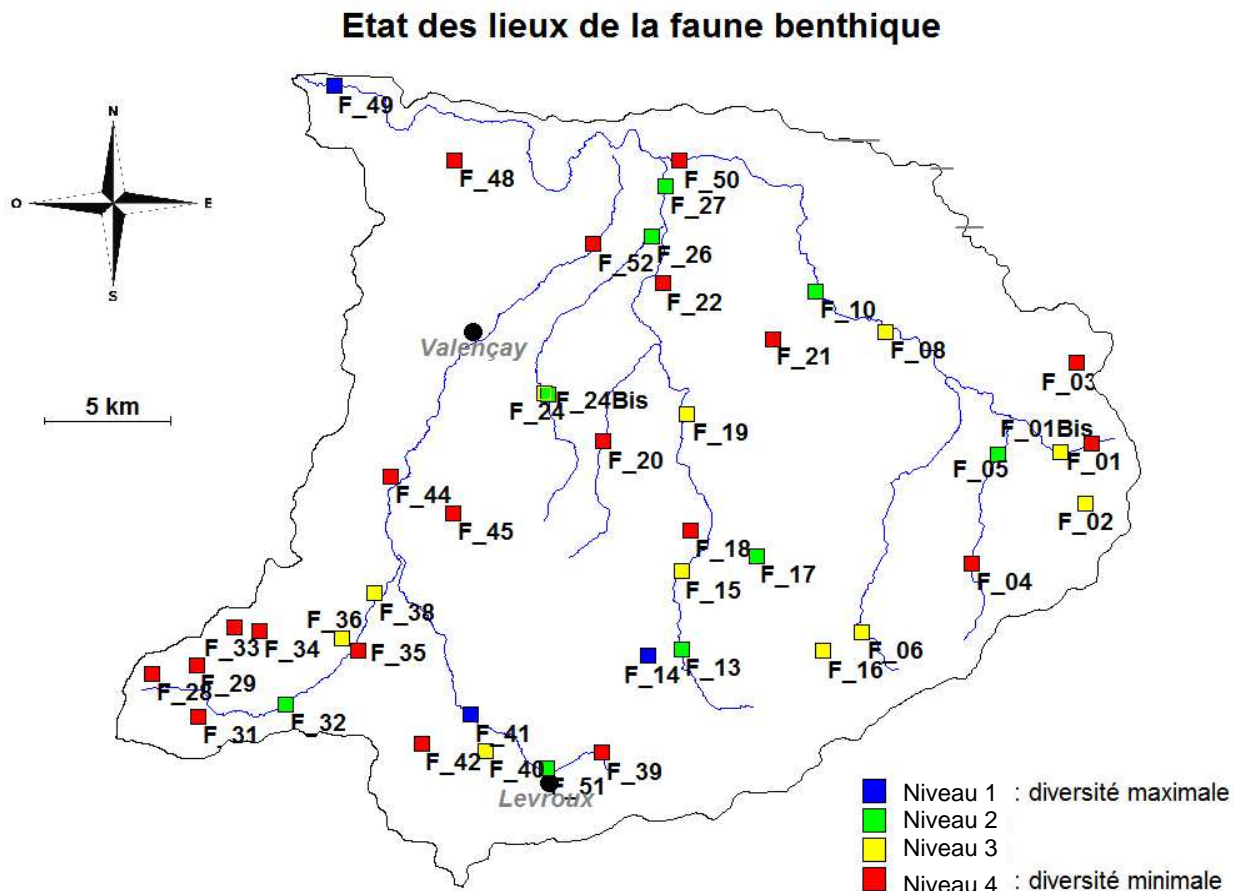 Etat des lieux de la faune benthique
F_49
N
F_48
F_50
O
E
F_27
F_52
F_26
S
F_22
F_10
Valençay
F_21
F_08
F_03
5 km
F_24
F_24Bis
F_19
F_01Bis
F_20
F_05
F_01
F_44
F_02
F_45
F_18
F_17
F_15
F_04
F_38
F_36
F_33
F_34
F_35
F_06
F_14
F_13
F_16
F_28
F_29
F_31
F_32
F_41
F_42
F_40
F_39
F_51
Levroux
Niveau 1 : diversité maximale
Niveau 2
Niveau 3
Niveau 4 : diversité minimale